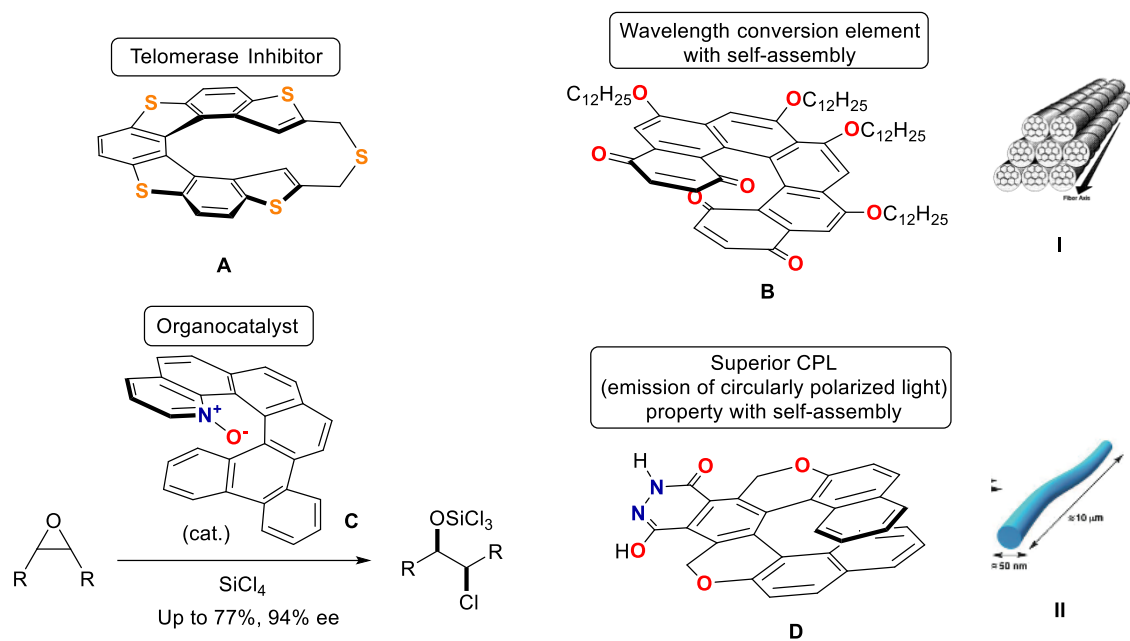 Telomerase Inhibitor
S
S
S
S
S
A
Wavelength conversion element
with self-assembly
C12H25O
OC12H25
OC12H25
O
O
O
OC12H25
O
B
Fiber Axis
I
Organocatalyst
N+
O-
C
(cat.)
O
R
R
SiCl4
Up to 77%, 94% ee
OSiCl3
R
R
Cl
Superior CPL
(emission of circularly polarized light)
property with self-assembly
H
N
O
O
N
HO
O
D
≈10 μm
≈ 50 nm
II